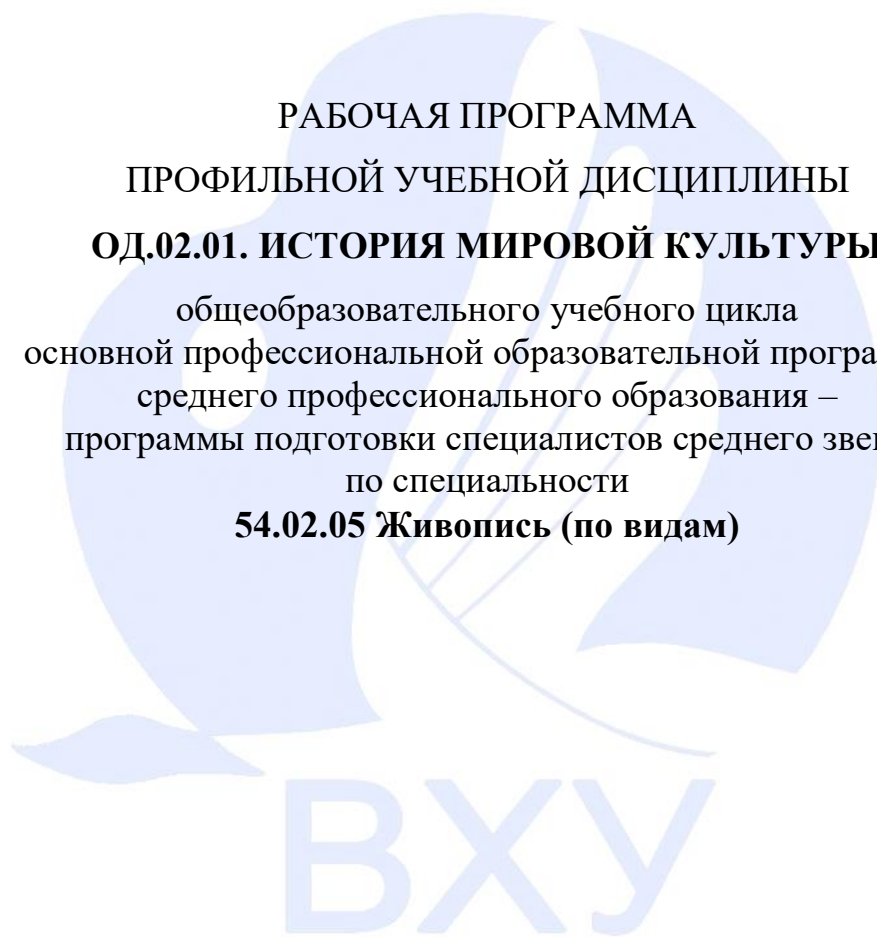 РАБОЧАЯ ПРОГРАММА
ПРОФИЛЬНОЙ УЧЕБНОЙ ДИСЦИПЛИНЫ
ОД.02.01. ИСТОРИЯ МИРОВОЙ КУЛЬТУРЫ
общеобразовательного учебного цикла
основной профессиональной образовательной
среднего профессионального образования –
программы подготовки специалистов среднего
по специальности
54.02.05 Живопись (по видам)
ВХУ